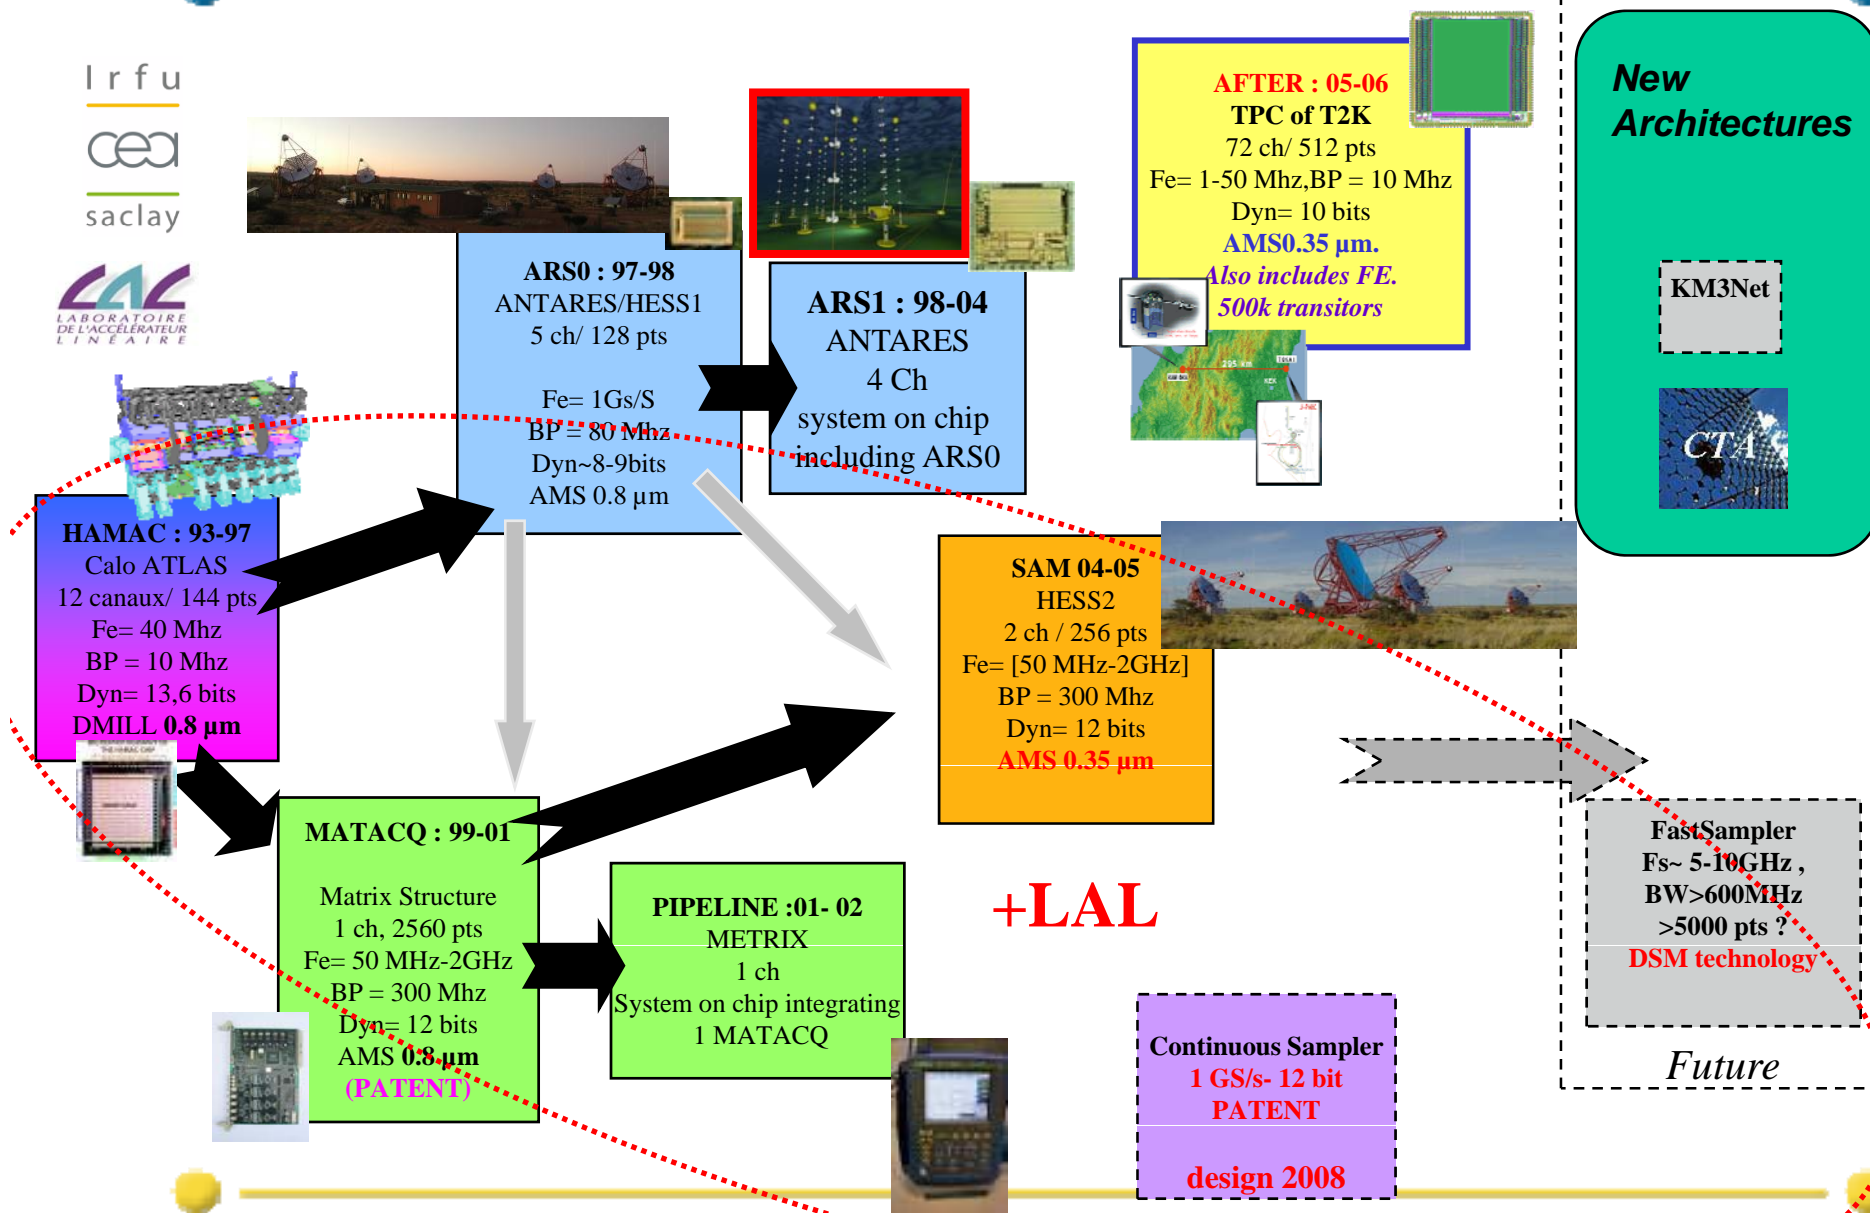 Irfu
cea
saclay
LAL
LABORATOIRE
DE L'ACCÉLÉRATEUR
LINÉAIRE
HAMAC : 93-97
Calo ATLAS
12 canaux/ 144 pts
Fe= 40 Mhz
BP = 10 Mhz
Dyn= 13,6 bits
DMILL 0.8 µm
ARS0 : 97-98
ANTARES/HESS1
5 ch/ 128 pts
Fe= 1Gs/S
BP = 80 Mhz
Dyn~8-9bits
AMS 0.8 µm
ARS1 : 98-04
ANTARES
4 Ch
system on chip
including ARS0
AFTER : 05-06
TPC of T2K
72 ch/ 512 pts
Fe= 1-50 Mhz,BP = 10 Mhz
Dyn= 10 bits
AMS0.35 µm.
Also includes FE.
500k transitors
295 km
KEK
New
Architectures
KM3Net
CTA
MATACQ : 99-01
Matrix Structure
1 ch, 2560 pts
Fe= 50 MHz-2GHz
BP = 300 Mhz
Dyn= 12 bits
AMS 0.8 µm
(PATENT)
PIPELINE :01- 02
METRIX
1 ch
System on chip integrating
1 MATACQ
SAM 04-05
HESS2
2 ch / 256 pts
Fe= [50 MHz-2GHz]
BP = 300 Mhz
Dyn= 12 bits
AMS 0.35 µm
+LAL
Continuous Sampler
1 GS/s- 12 bit
PATENT
design 2008
FastSampler
Fs~ 5-10GHz ,
BW>600MHz
>5000 pts ?
DSM technology
Future